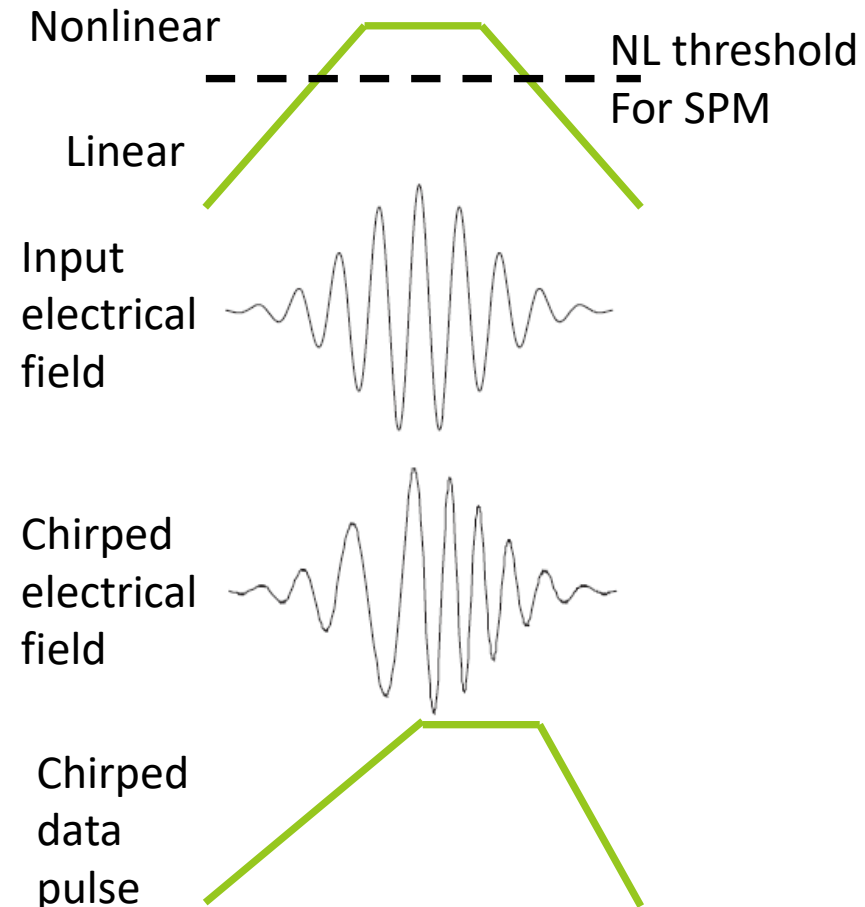 Nonlinear
NL threshold
For SPM
Linear
Input
electrical
field
Chirped
electrical
field
Chirped
data
pulse